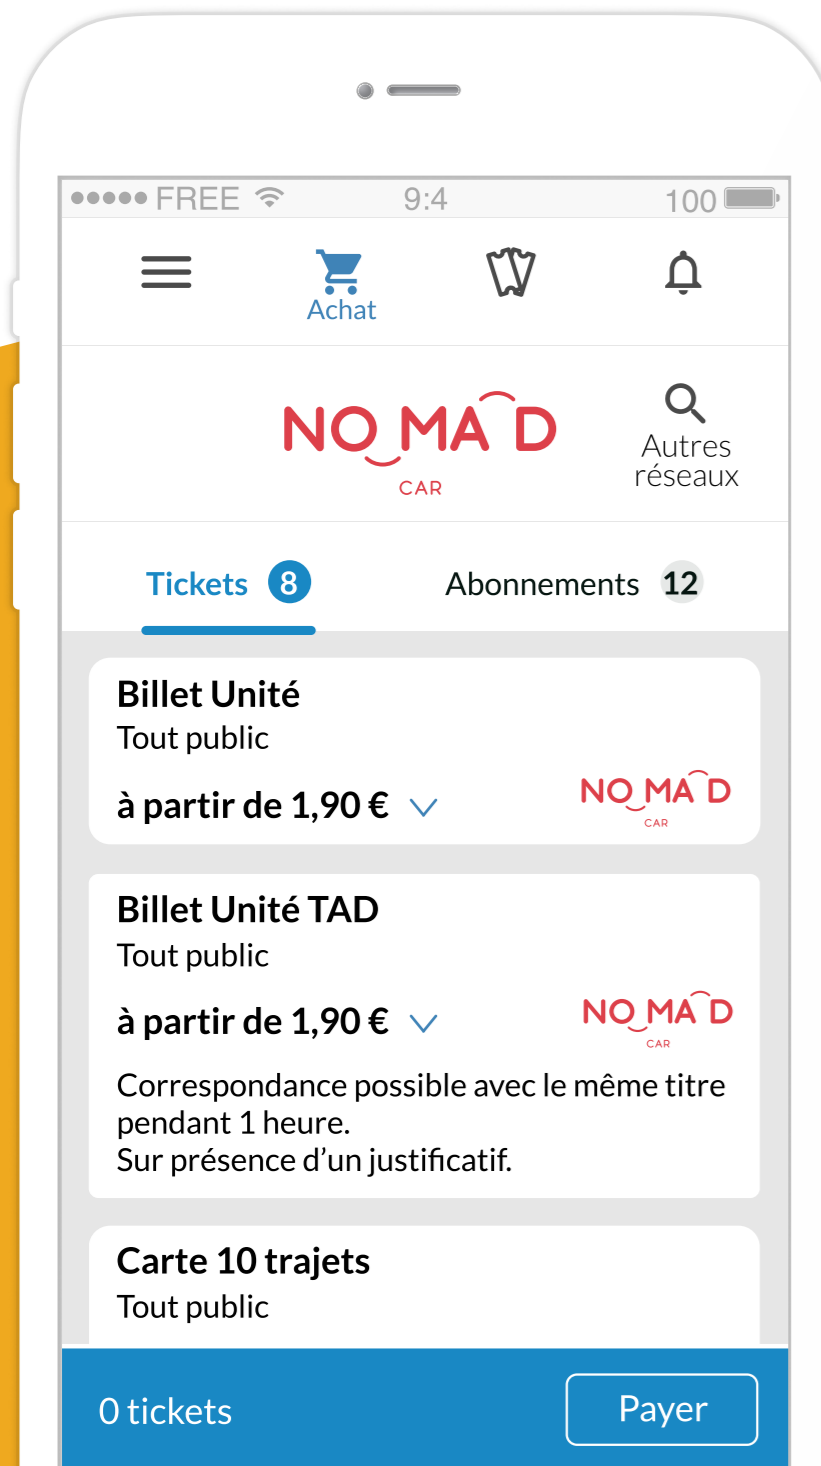 FREE 9:4 100
Achat
NOMAD
CAR
Autres
réseaux
Tickets 8 Abonnements 12
Billet Unité
Tout public
à partir de 1,90 €
NOMAD
CAR
Billet Unité TAD
Tout public
à partir de 1,90 €
NOMAD
CAR
Correspondance possible avec le même titre
pendant 1 heure.
Sur présence d’un justificatif.
Carte 10 trajets
Tout public
0 tickets Payer